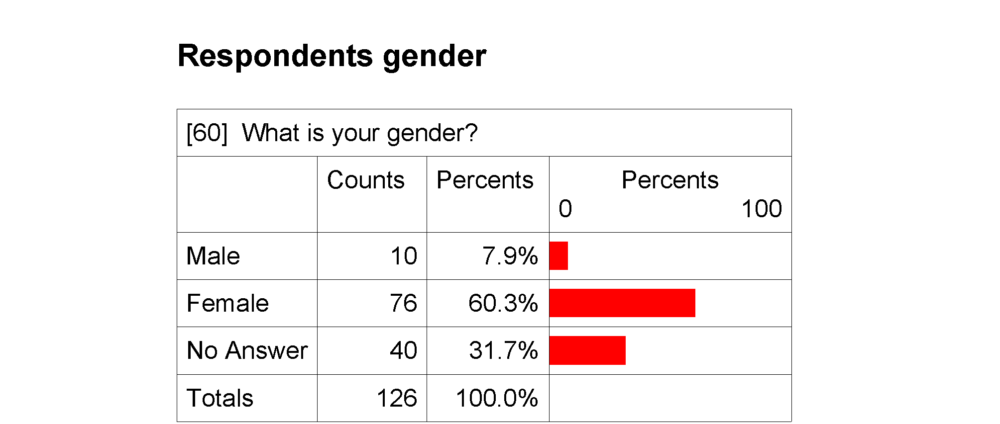 Respondents gender
[60] What is your gender?
Counts Percents Percents
0 100
Male 10 7.9%
Female 76 60.3%
No Answer 40 31.7%
Totals 126 100.0%